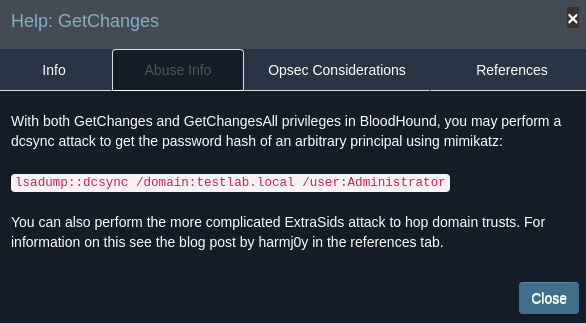 Help: GetChanges
×
Info
Abuse Info
Opsec Considerations
References
With both GetChanges and GetChangesAll privileges in BloodHound, you may perform a
dcsync attack to get the password hash of an arbitrary principal using mimikatz:
lsadump::dcsync /domain:testlab.local /user:Administrator
You can also perform the more complicated ExtraSids attack to hop domain trusts. For
information on this see the blog post by harmj0y in the references tab.
Close